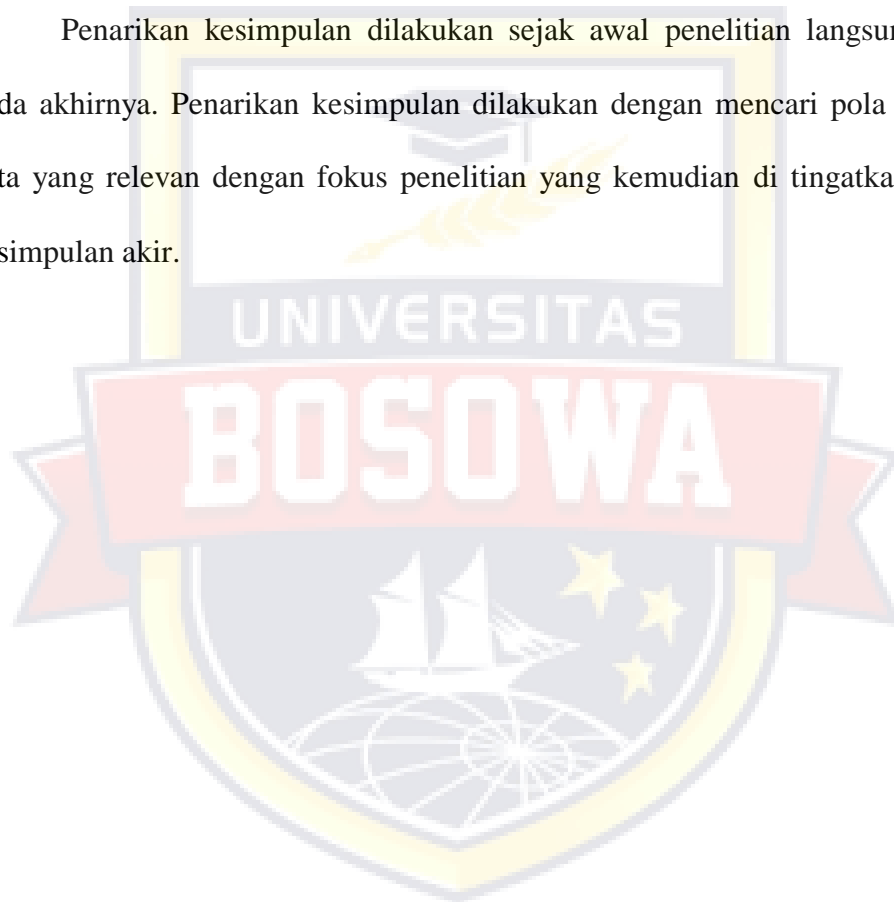 Penarikan kesimpulan dilakukan sejak awal penelitian langsun
da akhirnya. Penarikan kesimpulan dilakukan dengan mencari pola
ta yang relevan dengan fokus penelitian yang kemudian di tingatka
simpulan akir.
UNIVERSITAS
BOSOWA